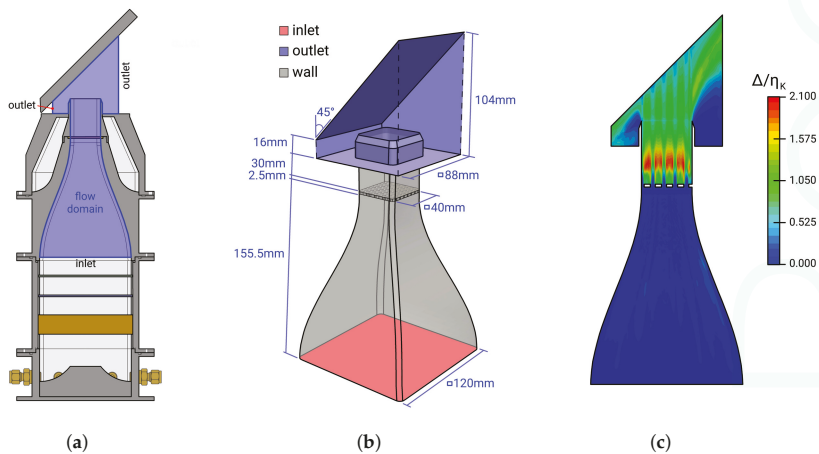 outlet
outlet
flow
domain
inlet
inlet
outlet
wall
45°
16mm
30mm
2.5mm
155.5mm
104mm
□88mm
□40mm
□120mm
Δ/ηK
2.100
1.575
1.050
0.525
0.000
(a)
(b)
(c)